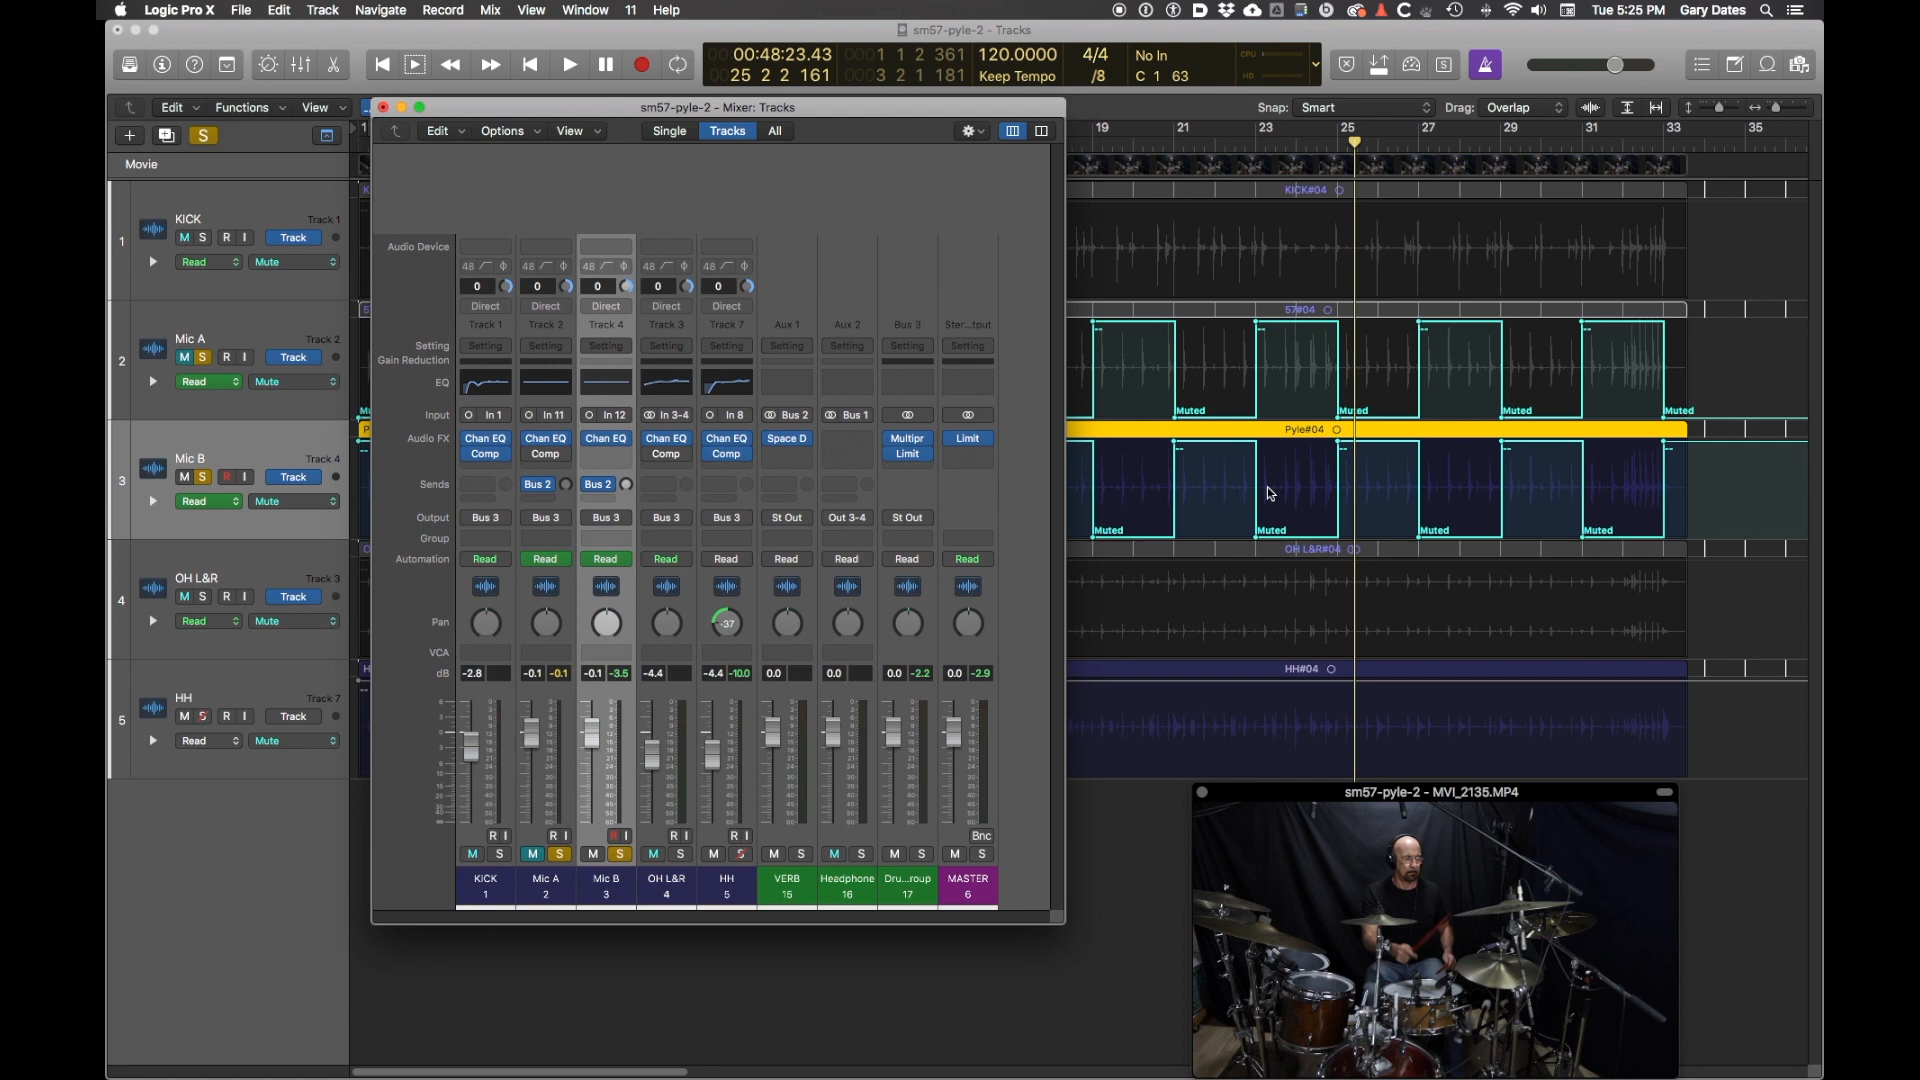 Logic Pro X File Edit Track Navigate Record Mix View Window 11 Help
Tue 5:25 PM Gary Dates
sm57-pyle-2 - Tracks
00:48:23.43 0001 1 2 361 120.0000 4/4 No In CPU
25 2 2 161 0003 2 1 181 Keep Tempo /8 C 1 63 HD
Edit Functions View
Snap: Smart Drag: Overlap
S
1 19 21 23 25 27 29 31 33 35
Movie
1 KICK Track 1
M S R I Track
Read Mute
2 Mic A Track 2
M S R I Track
Read Mute
3 Mic B Track 4
M S R I Track
Read Mute
4 OH L&R Track 3
M S R I Track
Read Mute
5 HH Track 7
M S R I Track
Read Mute
sm57-pyle-2 - Mixer: Tracks
Edit Options View Single Tracks All
Audio Device
48 48 48 48 48
0 0 0 0 0
Direct Direct Direct Direct Direct
Track 1 Track 2 Track 4 Track 3 Track 7 Aux 1 Aux 2 Bus 3 Ster...tput
Setting Setting Setting Setting Setting Setting Setting Setting Setting Setting
Gain Reduction
EQ
Input In 1 In 11 In 12 In 3-4 In 8 Bus 2 Bus 1
Audio FX Chan EQ Chan EQ Chan EQ Chan EQ Chan EQ Space D Multipr Limit
Comp Comp Comp Comp Limit
Sends Bus 2 Bus 2
Output Bus 3 Bus 3 Bus 3 Bus 3 Bus 3 St Out Out 3-4 St Out
Group
Automation Read Read Read Read Read Read Read Read Read
Pan -37
VCA
dB -2.8 -0.1 -0.1 -0.1 -3.5 -4.4 -4.4 -10.0 0.0 0.0 0.0 -2.2 0.0 -2.9
R I R I R I R I R I Bnc
M S M S M S M S M S M S M S M S M S
KICK Mic A Mic B OH L&R HH VERB Headphone Dru...roup MASTER
1 2 3 4 5 15 16 17 6
KICK#04
57#04
Muted Muted Muted Muted
Pyle#04
Muted Muted Muted Muted
OH L&R#04
HH#04
sm57-pyle-2 - MVI_2135.MP4